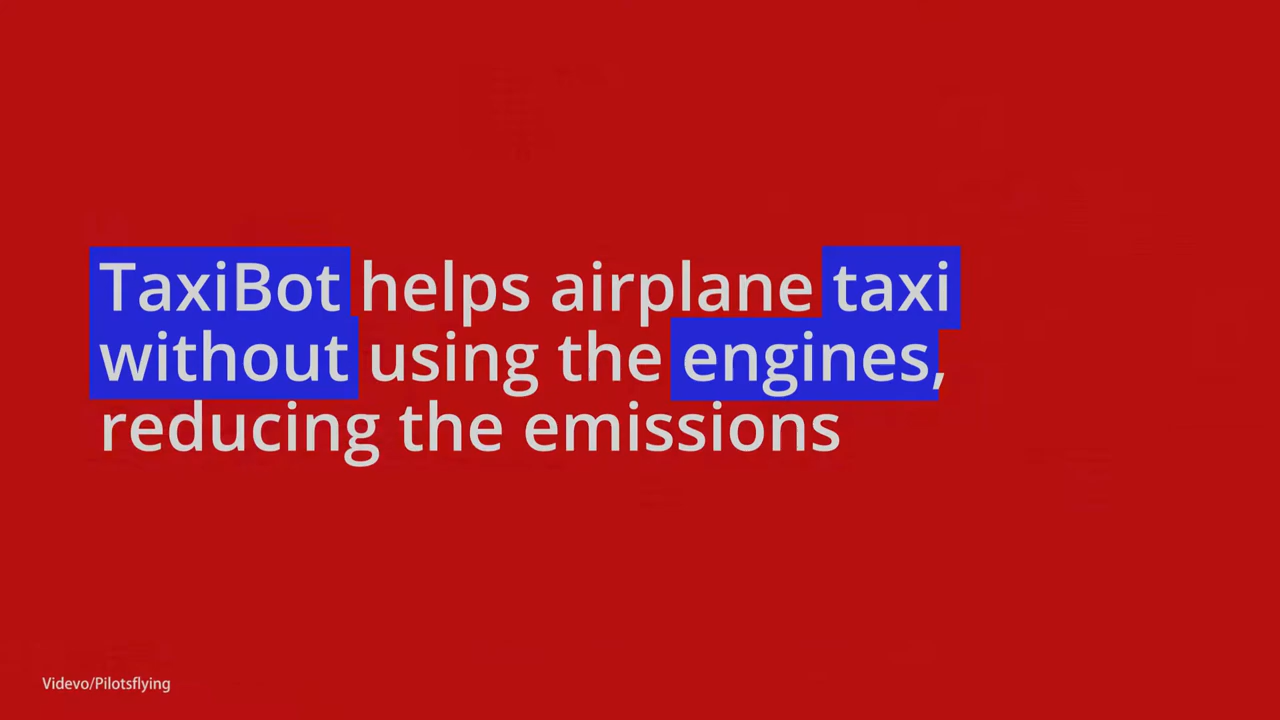 TaxiBot helps airplane taxi
without using the engines,
reducing the emissions
Videvo/Pilotsflying